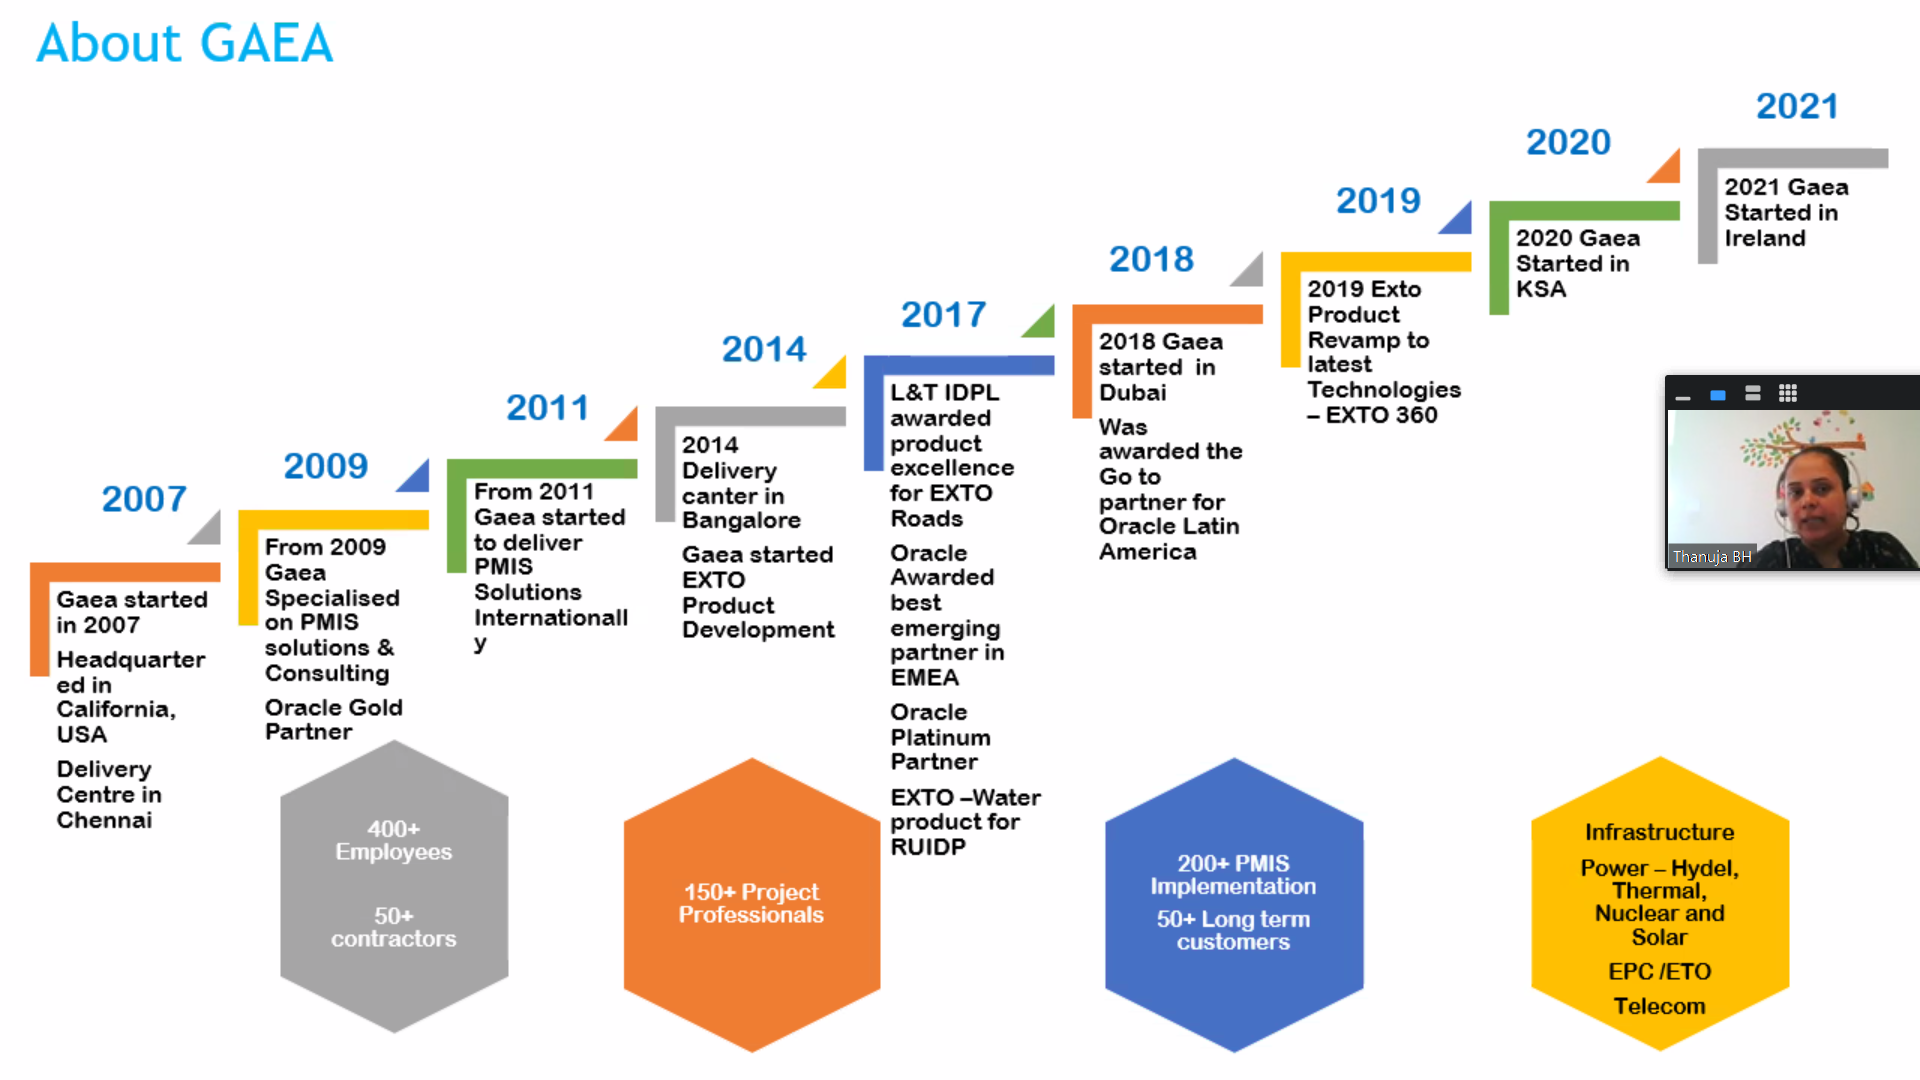 About GAEA
2007
Gaea started
in 2007
Headquarter
ed in
California,
USA
Delivery
Centre in
Chennai
2009
From 2009
Gaea
Specialised
on PMIS
solutions &
Consulting
Oracle Gold
Partner
2011
From 2011
Gaea started
to deliver
PMIS
Solutions
Internationall
y
2014
2014
Delivery
canter in
Bangalore
Gaea started
EXTO
Product
Development
2017
L&T IDPL
awarded
product
excellence
for EXTO
Roads
Oracle
Awarded
best
emerging
partner in
EMEA
Oracle
Platinum
Partner
EXTO –Water
product for
RUIDP
2018
2018 Gaea
started in
Dubai
Was
awarded the
Go to
partner for
Oracle Latin
America
2019
2019 Exto
Product
Revamp to
latest
Technologies
– EXTO 360
2020
2020 Gaea
Started in
KSA
2021
2021 Gaea
Started in
Ireland
Thanuja BH
400+
Employees
50+
contractors
150+ Project
Professionals
200+ PMIS
Implementation
50+ Long term
customers
Infrastructure
Power – Hydel,
Thermal,
Nuclear and
Solar
EPC /ETO
Telecom